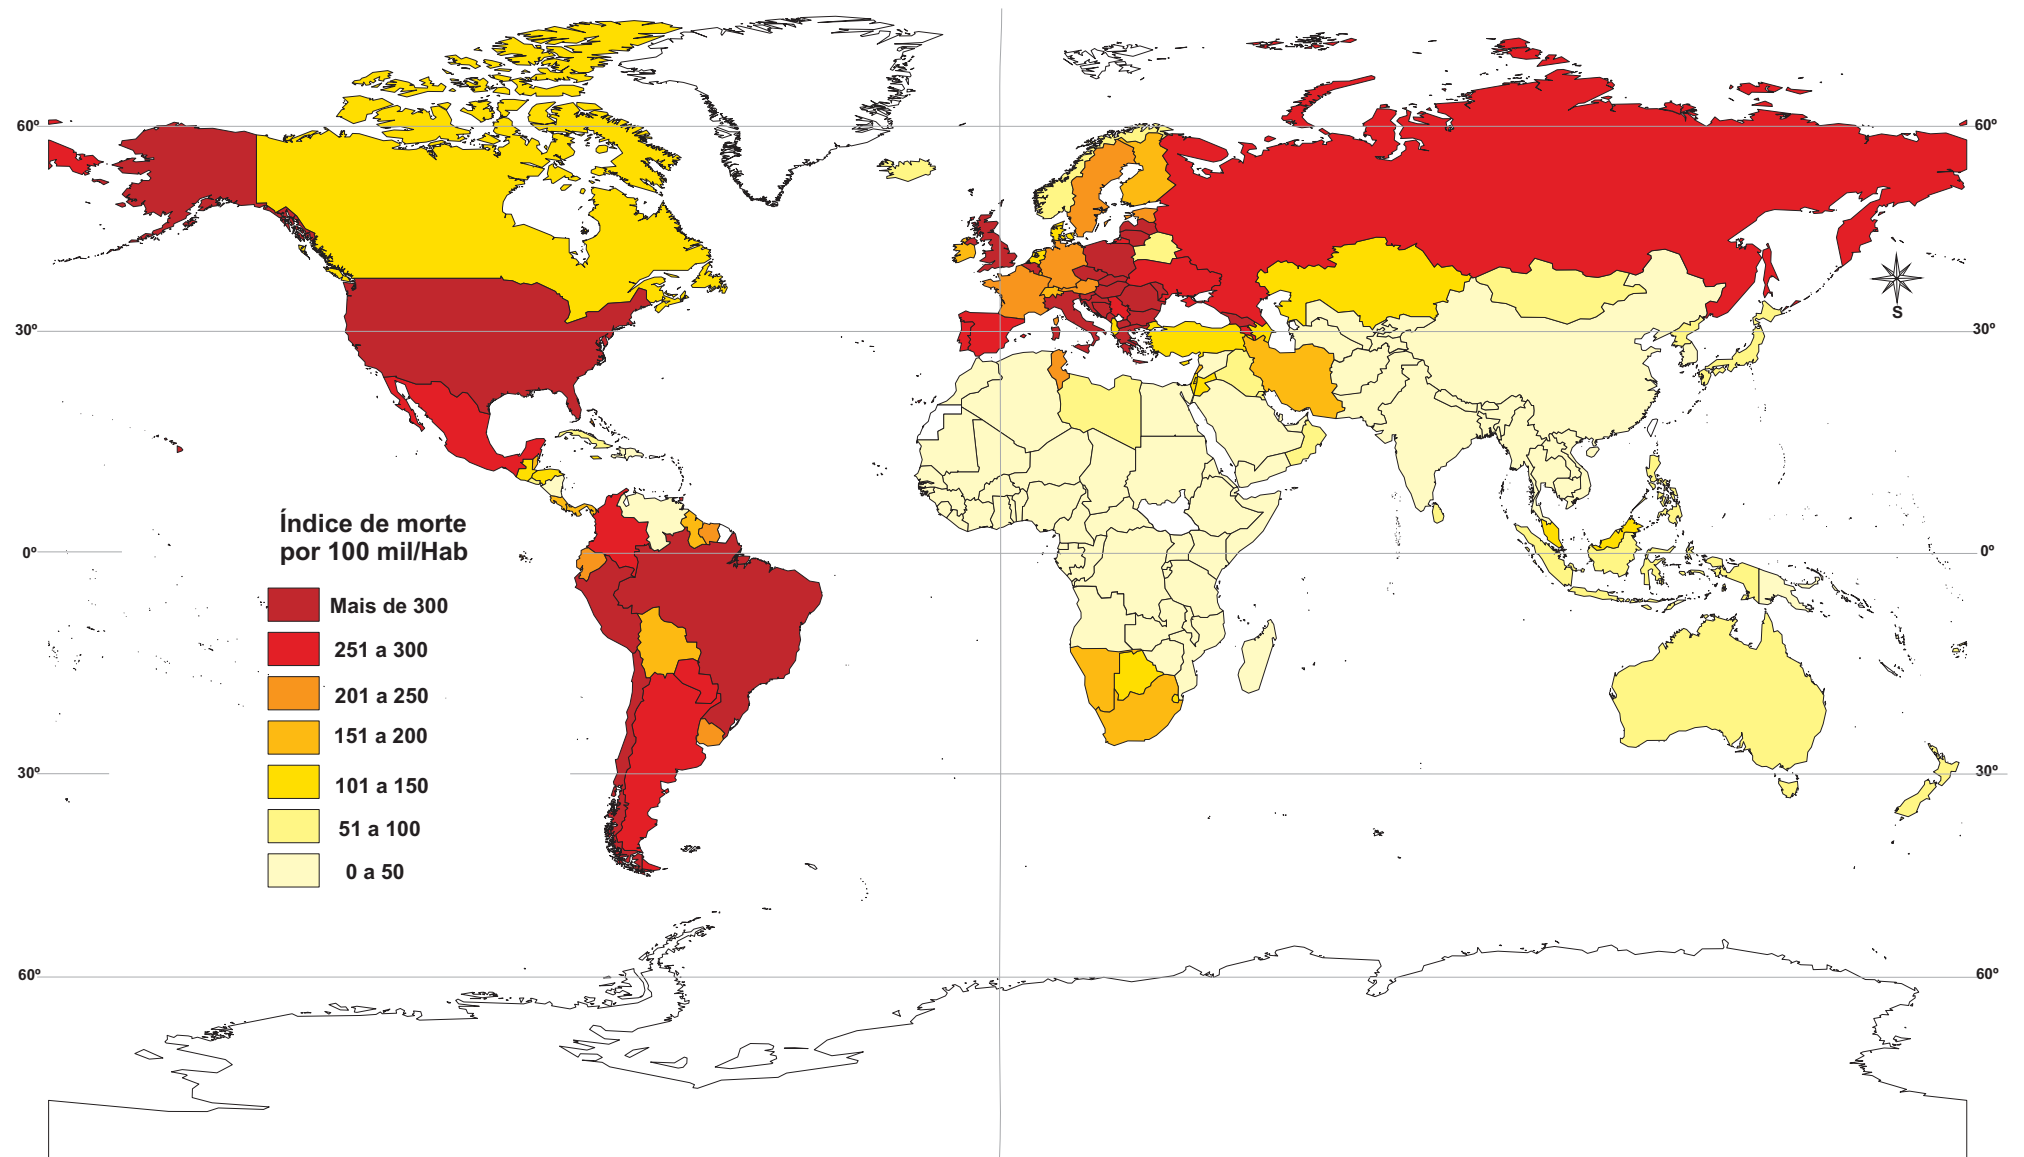 60º
60º
30º
30º
S
Índice de morte
por 100 mil/Hab
0º
0º
Mais de 300
251 a 300
201 a 250
151 a 200
101 a 150
51 a 100
0 a 50
30º
30º
60º
60º